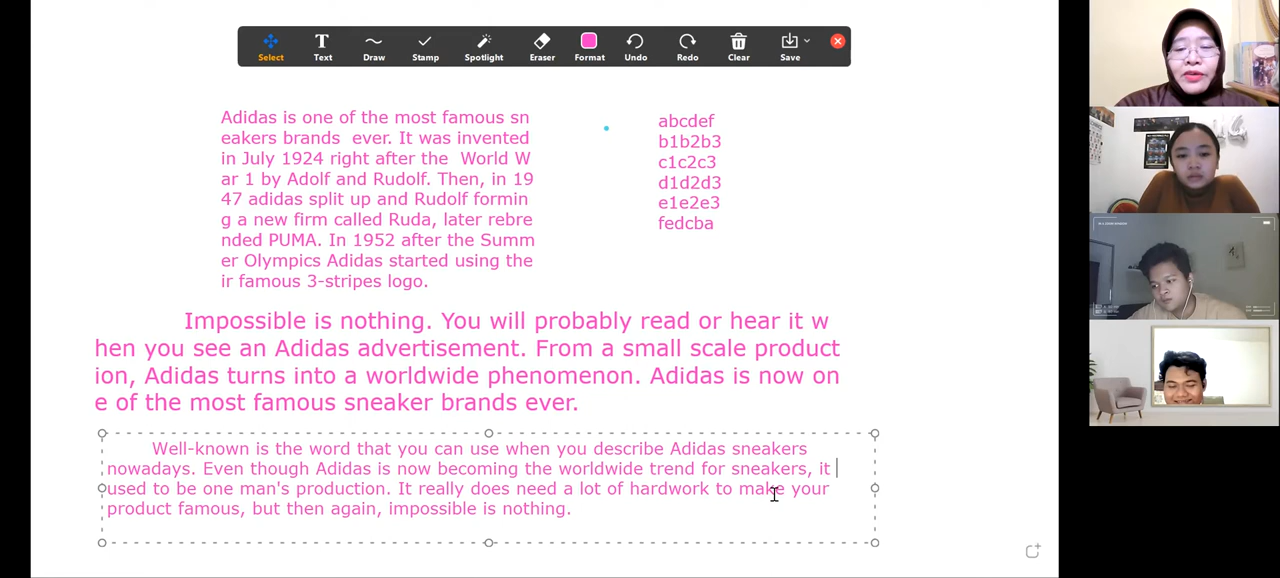 Select Text Draw Stamp Spotlight Eraser Format Undo Redo Clear Save
Adidas is one of the most famous sn
eakers brands ever. It was invented
in July 1924 right after the World W
ar 1 by Adolf and Rudolf. Then, in 19
47 adidas split up and Rudolf formin
g a new firm called Ruda, later rebre
nded PUMA. In 1952 after the Summ
er Olympics Adidas started using the
ir famous 3-stripes logo.
abcdef
b1b2b3
c1c2c3
d1d2d3
e1e2e3
fedcba
Impossible is nothing. You will probably read or hear it w
hen you see an Adidas advertisement. From a small scale product
ion, Adidas turns into a worldwide phenomenon. Adidas is now on
e of the most famous sneaker brands ever.
Well-known is the word that you can use when you describe Adidas sneakers
nowadays. Even though Adidas is now becoming the worldwide trend for sneakers, it
used to be one man's production. It really does need a lot of hardwork to make your
product famous, but then again, impossible is nothing.